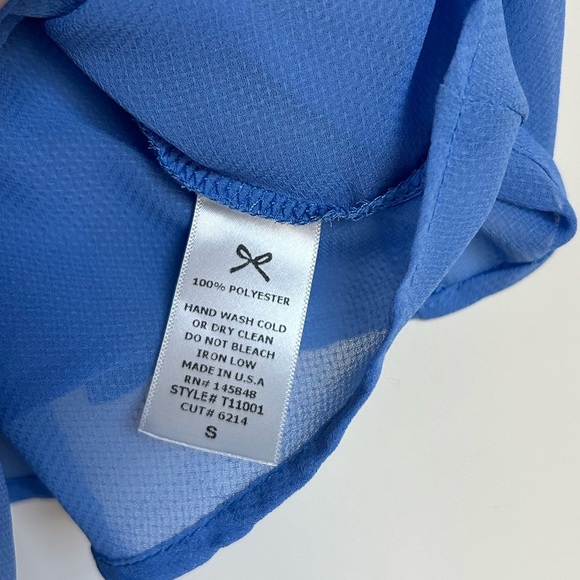 100% POLYESTER
HAND WASH COLD
OR DRY CLEAN
DO NOT BLEACH
IRON LOW
MADE IN U.S.A
RN# 145848
STYLE# T11001
CUT# 6214
S